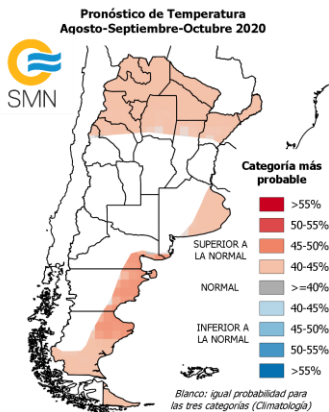 Pronóstico de Temperatura
Agosto-Septiembre-Octubre 2020
SMN
Categoría más
probable
>55%
50-55%
45-50%
SUPERIOR A
LA NORMAL
40-45%
NORMAL
>=40%
40-45%
INFERIOR A
LA NORMAL
45-50%
50-55%
>55%
Blanco: igual probabilidad para
las tres categorías (Climatología)